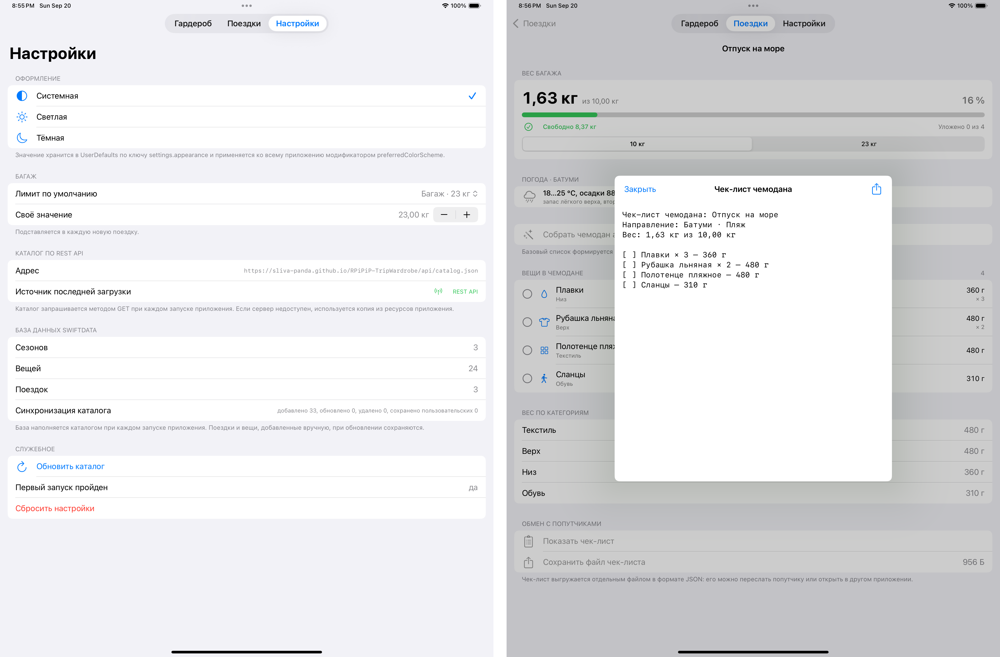 8:55 PM Sun Sep 20
100%
Гардероб Поездки Настройки
Настройки
ОФОРМЛЕНИЕ
Системная
Светлая
Тёмная
Значение хранится в UserDefaults по ключу settings.appearance и применяется ко всему приложению модификатором preferredColorScheme.
БАГАЖ
Лимит по умолчанию Багаж · 23 кг
Своё значение 23,00 кг − +
Подставляется в каждую новую поездку.
КАТАЛОГ ПО REST API
Адрес https://sliva-panda.github.io/RPiPiP-TripWardrobe/api/catalog.json
Источник последней загрузки REST API
Каталог запрашивается методом GET при каждом запуске приложения. Если сервер недоступен, используется копия из ресурсов приложения.
БАЗА ДАННЫХ SWIFTDATA
Сезонов 3
Вещей 24
Поездок 3
Синхронизация каталога добавлено 33, обновлено 0, удалено 0, сохранено пользовательских 0
База наполняется каталогом при каждом запуске приложения. Поездки и вещи, добавленные вручную, при обновлении сохраняются.
СЛУЖЕБНОЕ
Обновить каталог
Первый запуск пройден да
Сбросить настройки
8:56 PM Sun Sep 20
100%
Поездки
Гардероб Поездки Настройки
Отпуск на море
ВЕС БАГАЖА
1,63 кг из 10,00 кг 16 %
Свободно 8,37 кг Уложено 0 из 4
10 кг 23 кг
ПОГОДА · БАТУМИ
18…25 °C, осадки 88
запас лёгкого верха,
Собрать чемодан
Базовый список формируется
ВЕЩИ В ЧЕМОДАНЕ 4
Плавки 360 г
Низ × 3
Рубашка 480 г
Верх × 2
Полотенце 480 г
Текстиль
Сланцы 310 г
Обувь
ВЕС ПО КАТЕГОРИЯМ
Текстиль 480 г
Верх 480 г
Низ 360 г
Обувь 310 г
ОБМЕН С ПОПУТЧИКАМИ
Показать чек-лист
Сохранить файл чек-листа 956 Б
Чек-лист выгружается отдельным файлом в формате JSON: его можно переслать попутчику или открыть в другом приложении.
Закрыть Чек-лист чемодана
Чек-лист чемодана: Отпуск на море
Направление: Батуми · Пляж
Вес: 1,63 кг из 10,00 кг
[ ] Плавки × 3 — 360 г
[ ] Рубашка льняная × 2 — 480 г
[ ] Полотенце пляжное — 480 г
[ ] Сланцы — 310 г